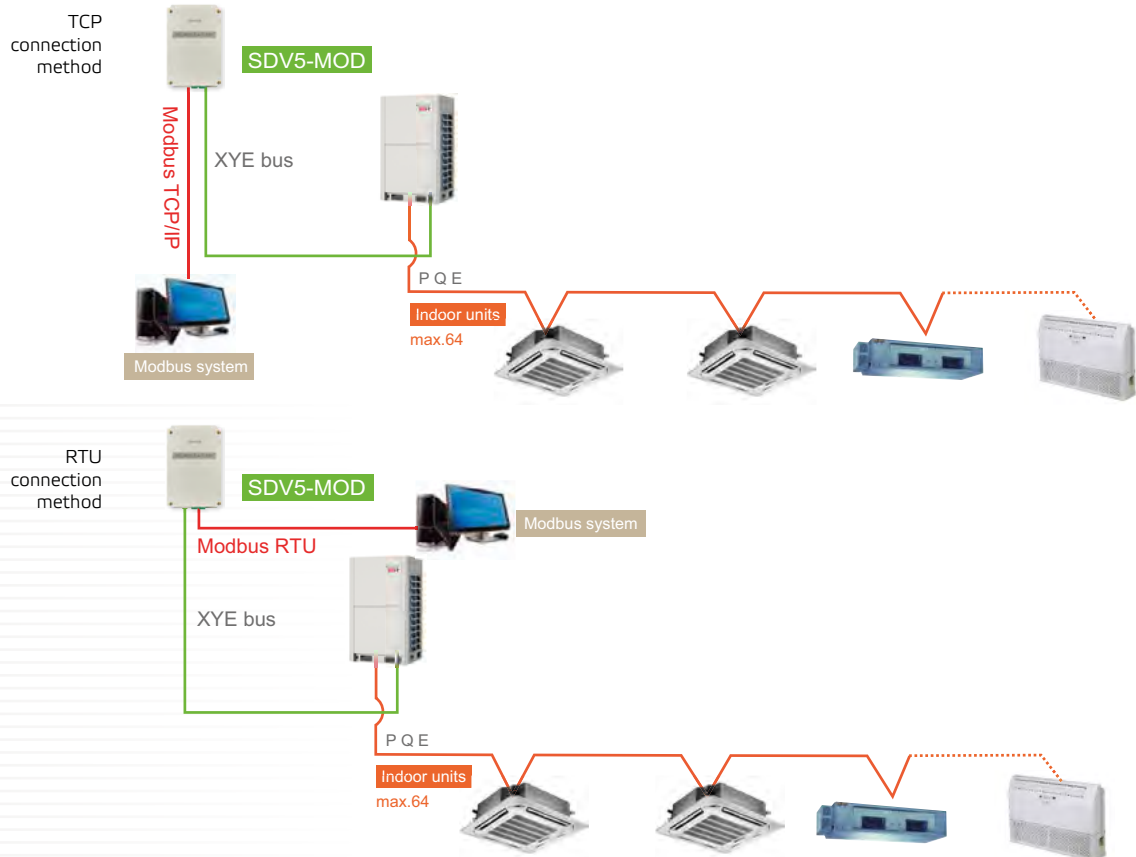 TCP
connection
method
SDV5-MOD
Modbus TCP/IP
XYE bus
P Q E
Indoor units
max.64
Modbus system
RTU
connection
method
SDV5-MOD
Modbus system
Modbus RTU
XYE bus
P Q E
Indoor units
max.64